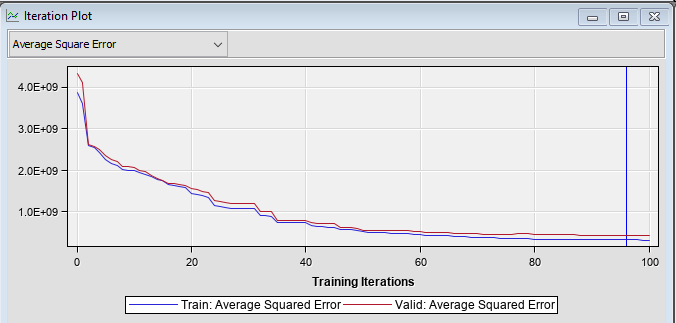 Iteration Plot
Average Square Error
4.0E+09
3.0E+09
2.0E+09
1.0E+09
0 20 40 60 80 100
Training Iterations
Train: Average Squared Error Valid: Average Squared Error